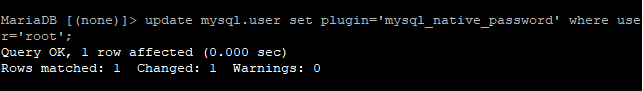 MariaDB [(none)]> update mysql.user set plugin='mysql_native_password' where use
r='root';
Query OK, 1 row affected (0.000 sec)
Rows matched: 1  Changed: 1  Warnings: 0